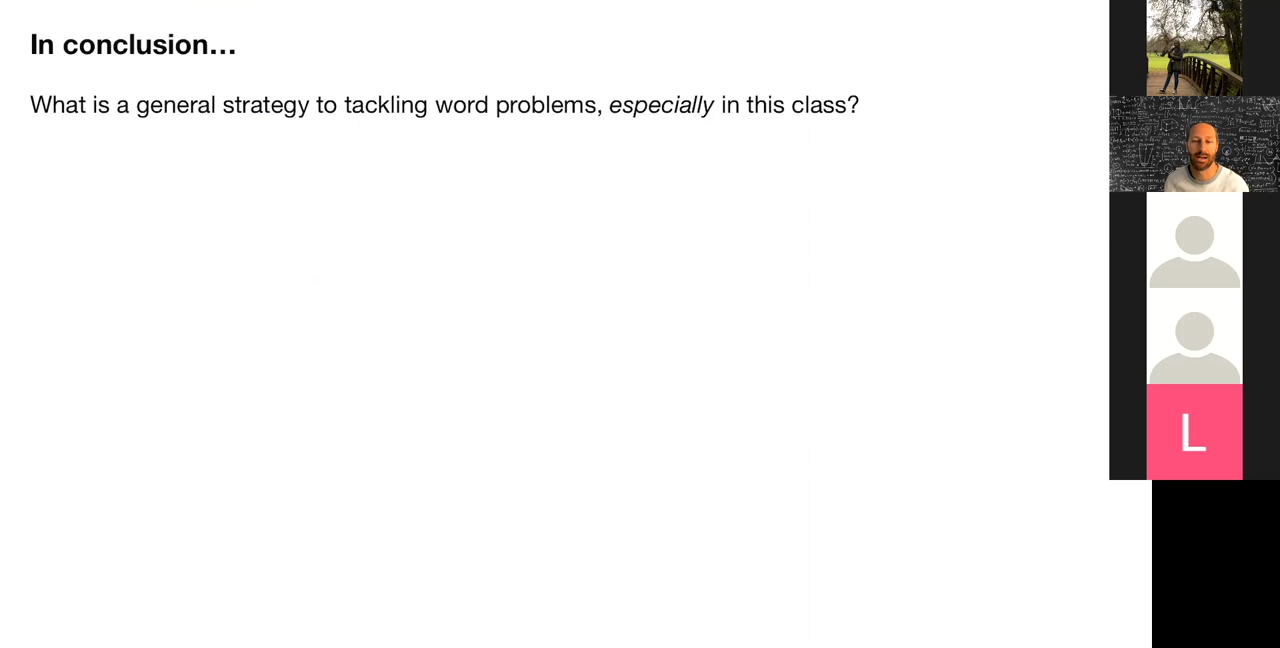 In conclusion…
What is a general strategy to tackling word problems, especially in this class?
L